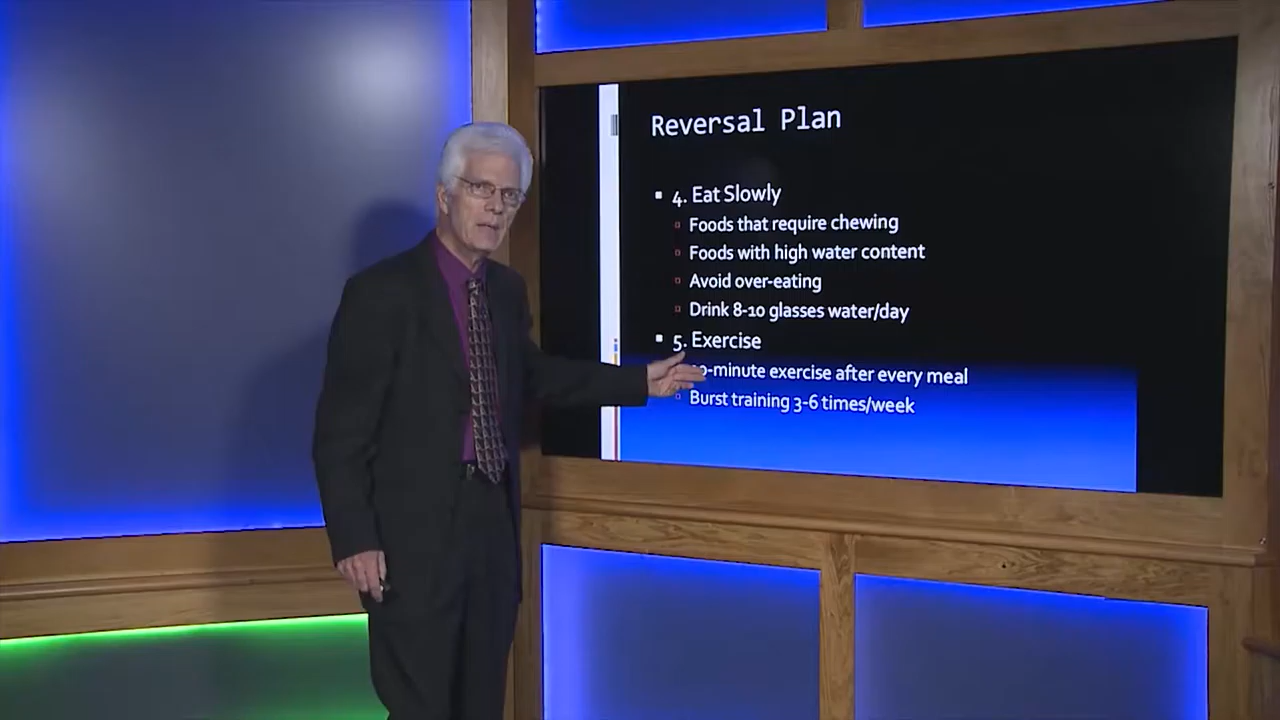 Reversal Plan
4. Eat Slowly
Foods that require chewing
Foods with high water content
Avoid over-eating
Drink 8-10 glasses water/day
5. Exercise
exercise after every meal
Burst training 3-6 times/week